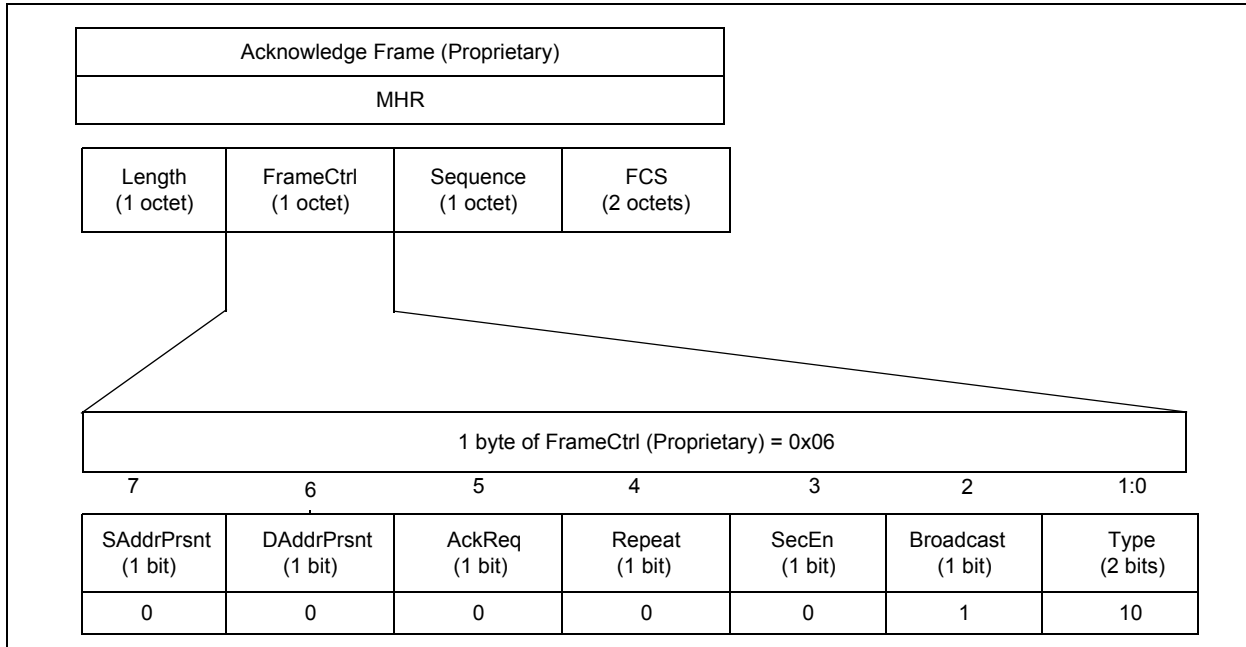 Acknowledge Frame (Proprietary)
MHR
Length
(1 octet)
FrameCtrl
(1 octet)
Sequence
(1 octet)
FCS
(2 octets)
1 byte of FrameCtrl (Proprietary) = 0x06
7 6 5 4 3 2 1:0
SAddrPrsnt
(1 bit)
DAddrPrsnt
(1 bit)
AckReq
(1 bit)
Repeat
(1 bit)
SecEn
(1 bit)
Broadcast
(1 bit)
Type
(2 bits)
0 0 0 0 0 1 10